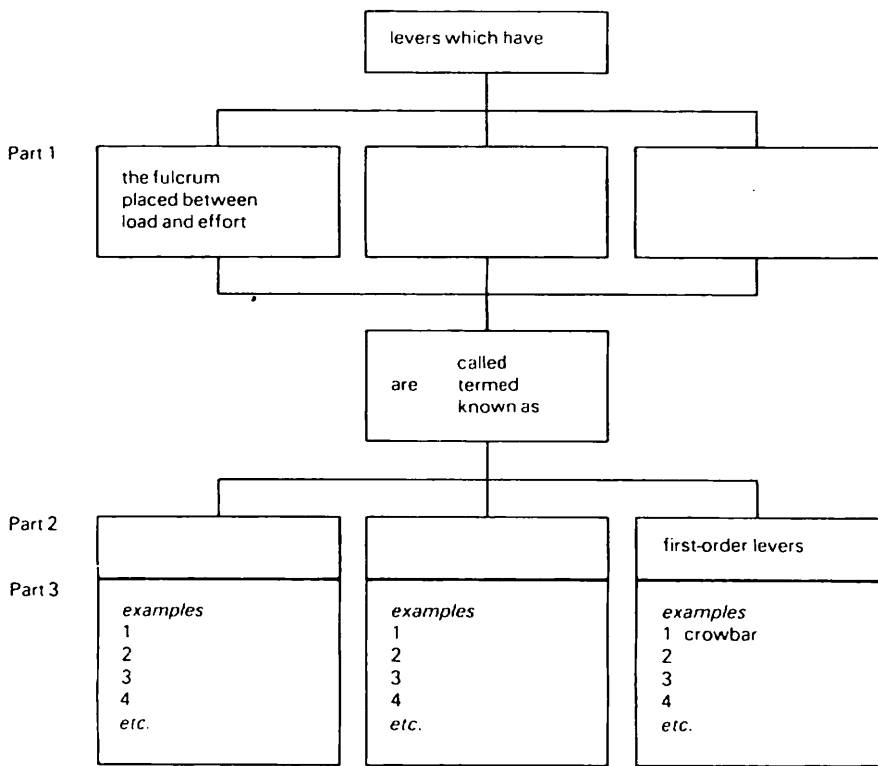 levers which have
Part 1
the fulcrum
placed between
load and effort
called
are termed
known as
Part 2
first-order levers
Part 3
examples
1
2
3
4
etc.
examples
1
2
3
4
etc.
examples
1 crowbar
2
3
4
etc.